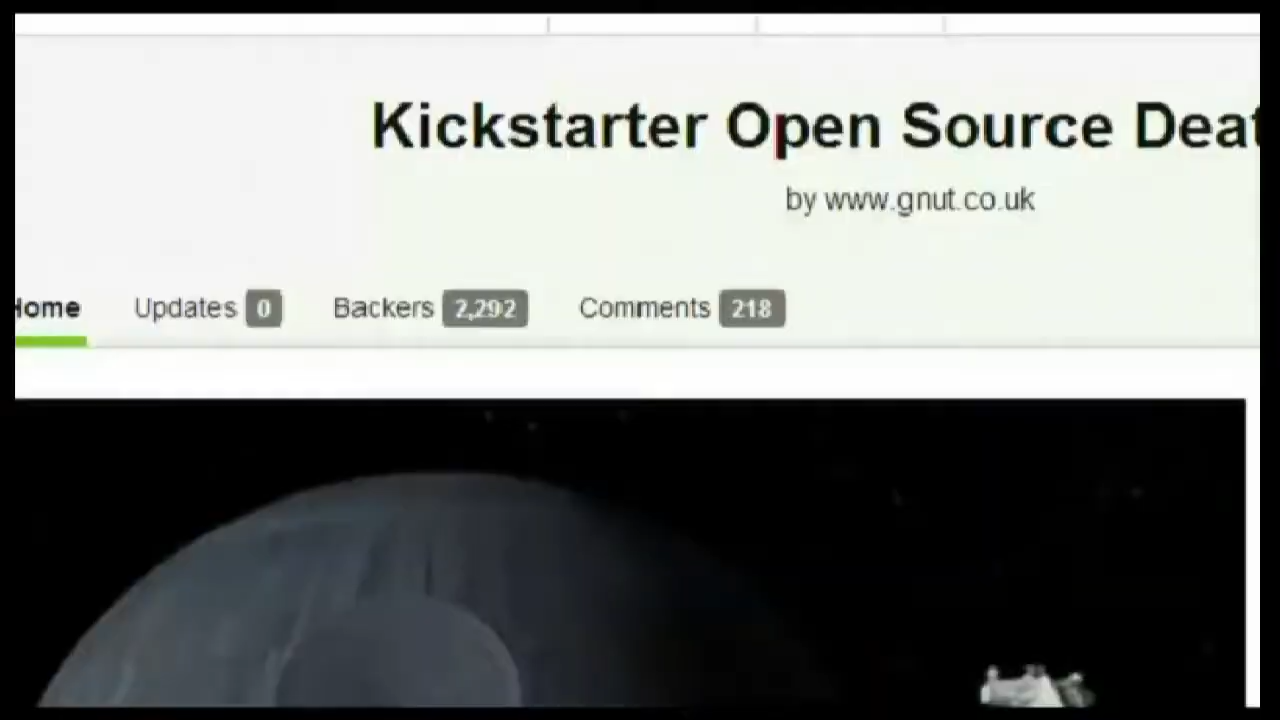 Kickstarter Open Source Deat
by www.gnut.co.uk
Home Updates 0 Backers 2,292 Comments 218